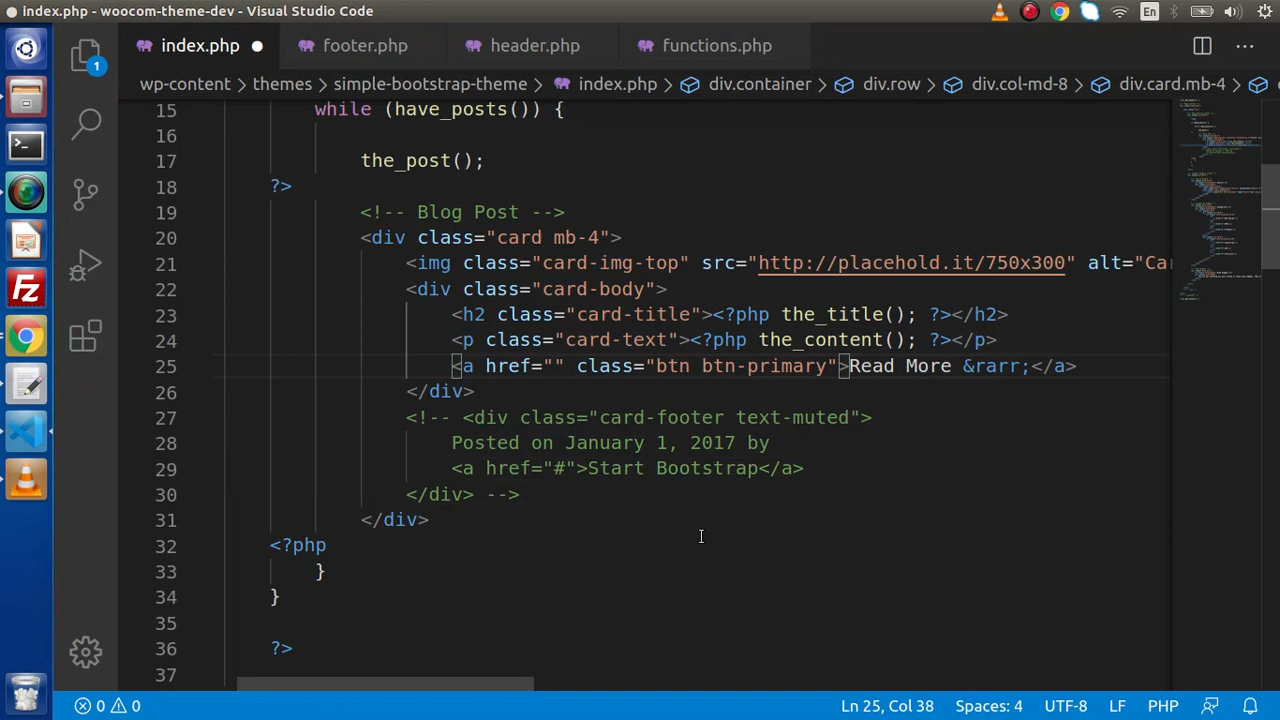 index.php - woocom-theme-dev - Visual Studio Code
En
index.php
footer.php
header.php
functions.php
1
wp-content
themes
simple-bootstrap-theme
index.php
div.container
div.row
div.col-md-8
div.card.mb-4
15 while (have_posts()) {
16
17 the_post();
18 ?>
19 <!-- Blog Post -->
20 <div class="card mb-4">
21 <img class="card-img-top" src="http://placehold.it/750x300" alt="Ca
22 <div class="card-body">
23 <h2 class="card-title"><?php the_title(); ?></h2>
24 <p class="card-text"><?php the_content(); ?></p>
25 <a href="" class="btn btn-primary">Read More &rarr;</a>
26 </div>
27 <!-- <div class="card-footer text-muted">
28 Posted on January 1, 2017 by
29 <a href="#">Start Bootstrap</a>
30 </div> -->
31 </div>
32 <?php
33 }
34 }
35
36 ?>
37
0 0
Ln 25, Col 38
Spaces: 4
UTF-8
LF
PHP